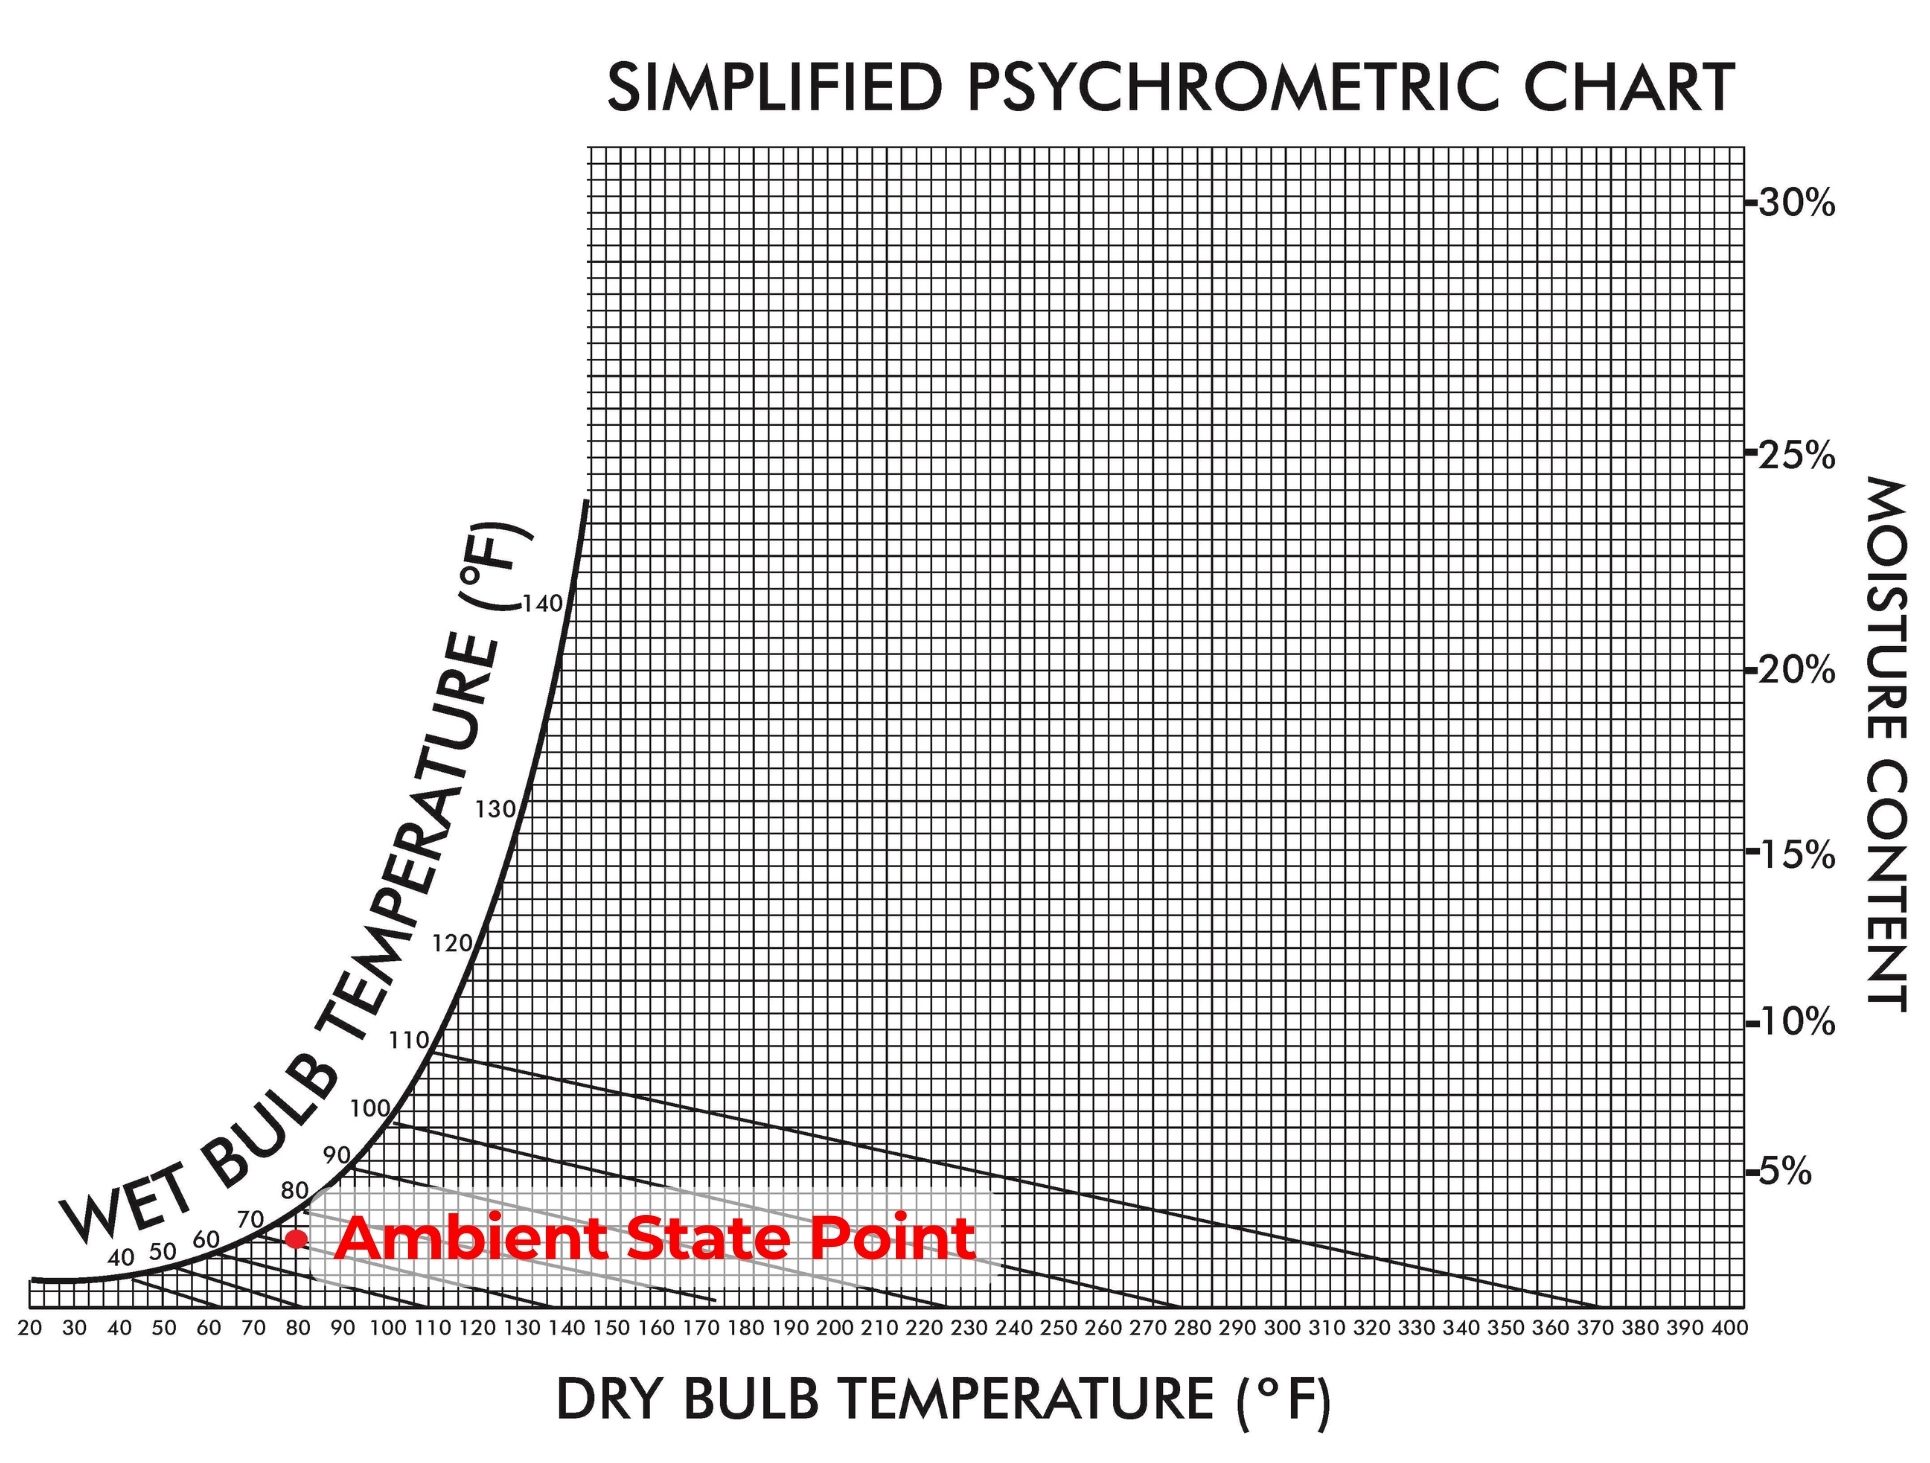 SIMPLIFIED PSYCHROMETRIC CHART
30%
25%
20%
15%
10%
5%
MOISTURE CONTENT
WET BULB TEMPERATURE (°F)
140
130
120
110
100
90
80
70
60
50
40
Ambient State Point
20 30 40 50 60 70 80 90 100 110 120 130 140 150 160 170 180 190 200 210 220 230 240 250 260 270 280 290 300 310 320 330 340 350 360 370 380 390 400
DRY BULB TEMPERATURE (°F)